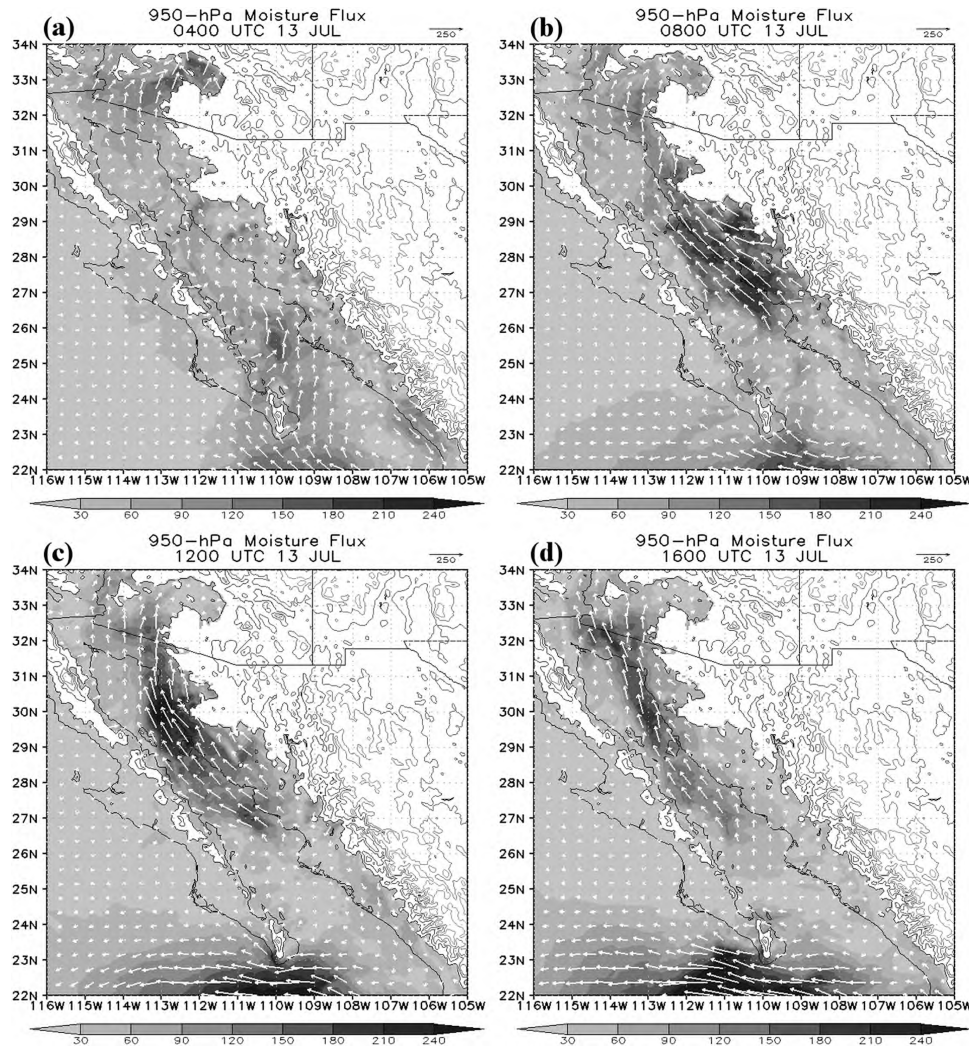 (a)
950-hPa Moisture Flux
0400 UTC 13 JUL
250
34N
33N
32N
31N
30N
29N
28N
27N
26N
25N
24N
23N
22N
116W 115W 114W 113W 112W 111W 110W 109W 108W 107W 106W 105W
30 60 90 120 150 180 210 240
(b)
950-hPa Moisture Flux
0800 UTC 13 JUL
250
34N
33N
32N
31N
30N
29N
28N
27N
26N
25N
24N
23N
22N
116W 115W 114W 113W 112W 111W 110W 109W 108W 107W 106W 105W
30 60 90 120 150 180 210 240
(c)
950-hPa Moisture Flux
1200 UTC 13 JUL
250
34N
33N
32N
31N
30N
29N
28N
27N
26N
25N
24N
23N
22N
116W 115W 114W 113W 112W 111W 110W 109W 108W 107W 106W 105W
30 60 90 120 150 180 210 240
(d)
950-hPa Moisture Flux
1600 UTC 13 JUL
250
34N
33N
32N
31N
30N
29N
28N
27N
26N
25N
24N
23N
22N
116W 115W 114W 113W 112W 111W 110W 109W 108W 107W 106W 105W
30 60 90 120 150 180 210 240